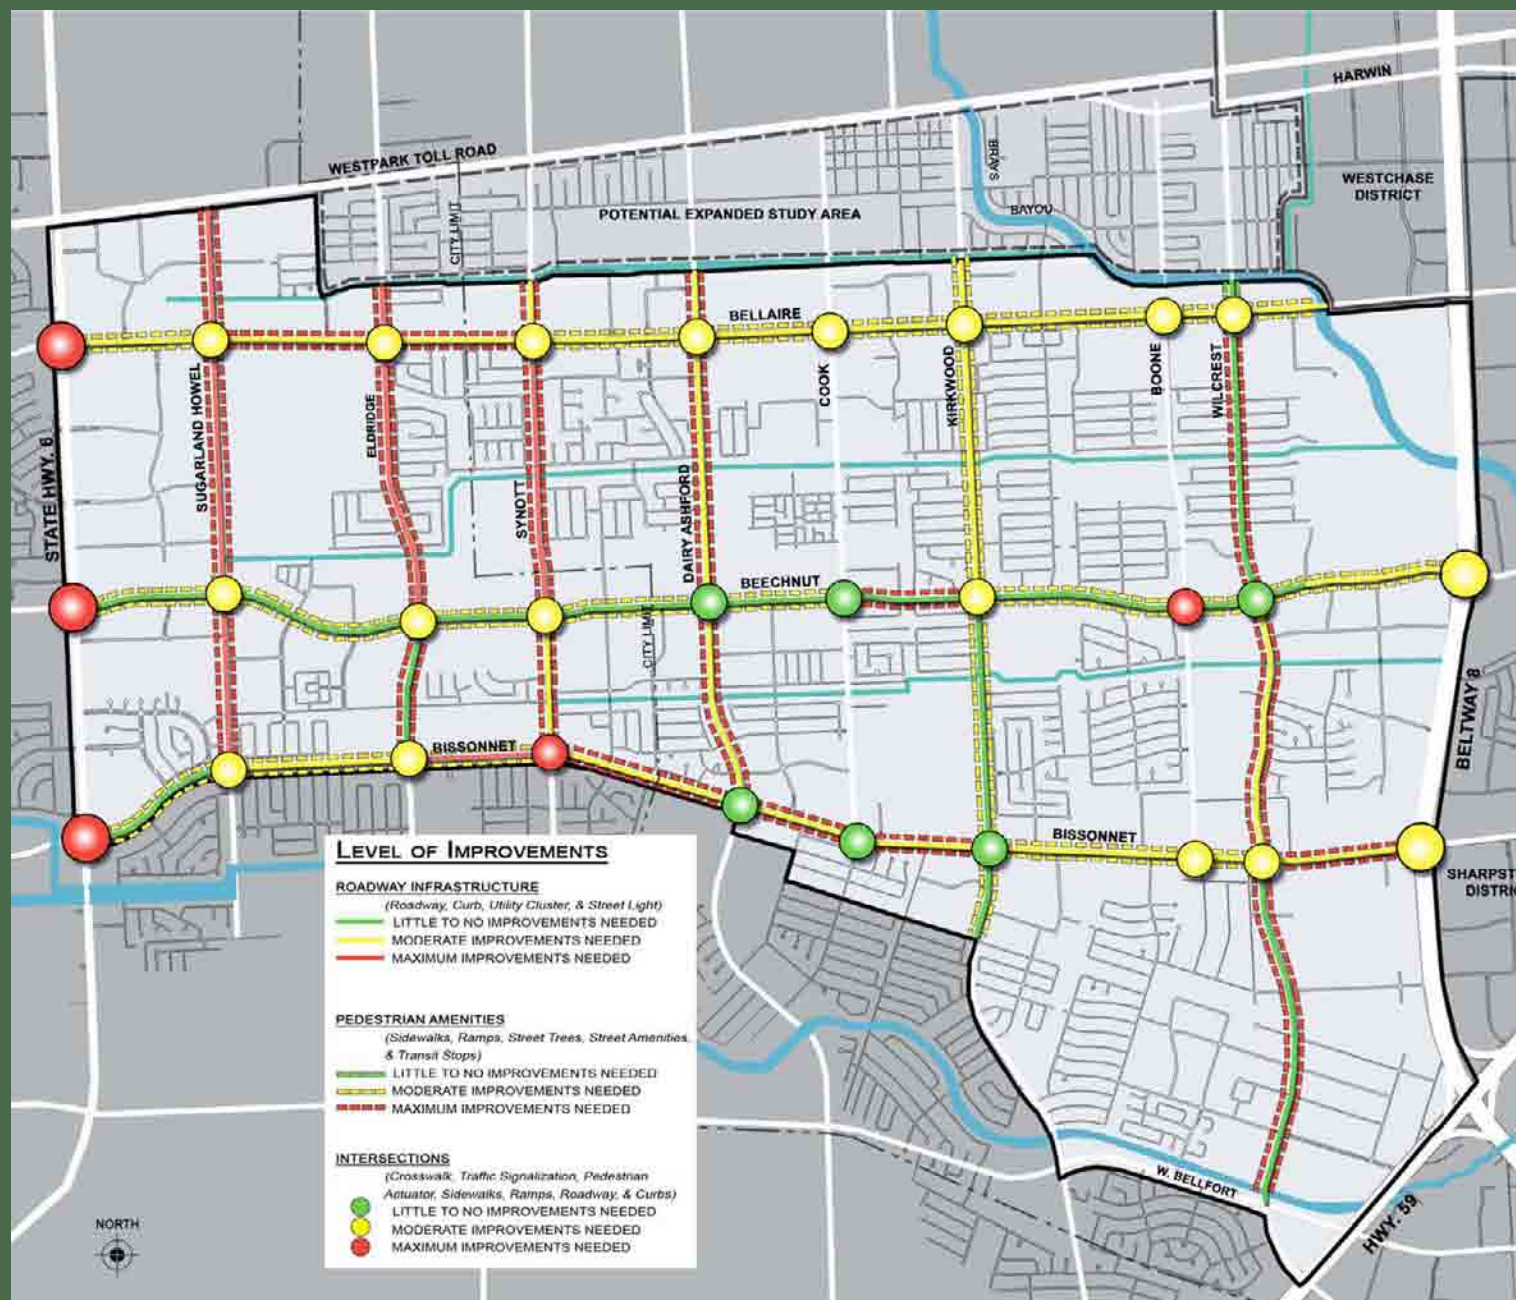 HARWIN
WESTPARK TOLL ROAD
BRAYS
WESTCHASE
DISTRICT
CITY LIMIT
POTENTIAL EXPANDED STUDY AREA
BAYOU
BELLAIRE
SUGARLAND HOWEL
ELDRIDGE
COOK
KIRKWOOD
BOONE
WILCREST
STATE HWY. 6
SYNOTT
DAIRY ASHFORD
BEECHNUT
CITY LIMIT
BELTWAY 8
BISSONNET
BISSONNET
SHARPST
DISTRI
LEVEL OF IMPROVEMENTS
ROADWAY INFRASTRUCTURE
(Roadway, Curb, Utility Cluster, & Street Light)
LITTLE TO NO IMPROVEMENTS NEEDED
MODERATE IMPROVEMENTS NEEDED
MAXIMUM IMPROVEMENTS NEEDED
PEDESTRIAN AMENITIES
(Sidewalks, Ramps, Street Trees, Street Amenities,
& Transit Stops)
LITTLE TO NO IMPROVEMENTS NEEDED
MODERATE IMPROVEMENTS NEEDED
MAXIMUM IMPROVEMENTS NEEDED
INTERSECTIONS
(Crosswalk, Traffic Signalization, Pedestrian
Actuator, Sidewalks, Ramps, Roadway, & Curbs)
LITTLE TO NO IMPROVEMENTS NEEDED
MODERATE IMPROVEMENTS NEEDED
MAXIMUM IMPROVEMENTS NEEDED
W. BELLFORT
HWY. 59
NORTH